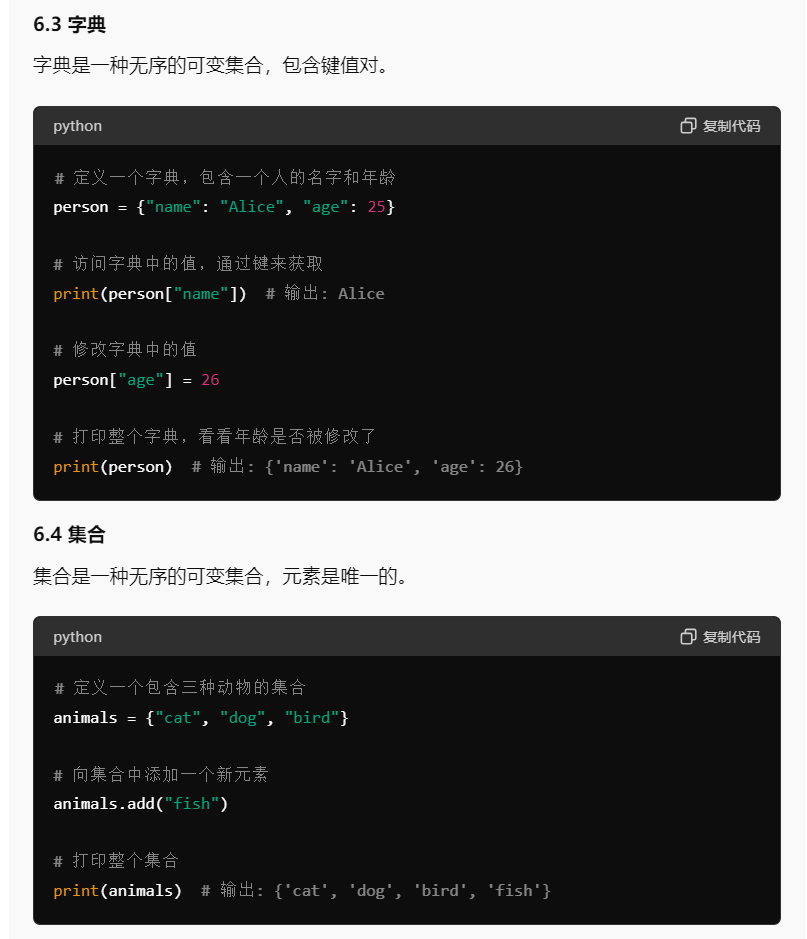 6.3 字典
字典是一种无序的可变集合，包含键值对。
python
复制代码
# 定义一个字典，包含一个人的名字和年龄
person = {"name": "Alice", "age": 25}
# 访问字典中的值，通过键来获取
print(person["name"])  # 输出: Alice
# 修改字典中的值
person["age"] = 26
# 打印整个字典，看看年龄是否被修改了
print(person)  # 输出: {'name': 'Alice', 'age': 26}
6.4 集合
集合是一种无序的可变集合，元素是唯一的。
python
复制代码
# 定义一个包含三种动物的集合
animals = {"cat", "dog", "bird"}
# 向集合中添加一个新元素
animals.add("fish")
# 打印整个集合
print(animals)  # 输出: {'cat', 'dog', 'bird', 'fish'}